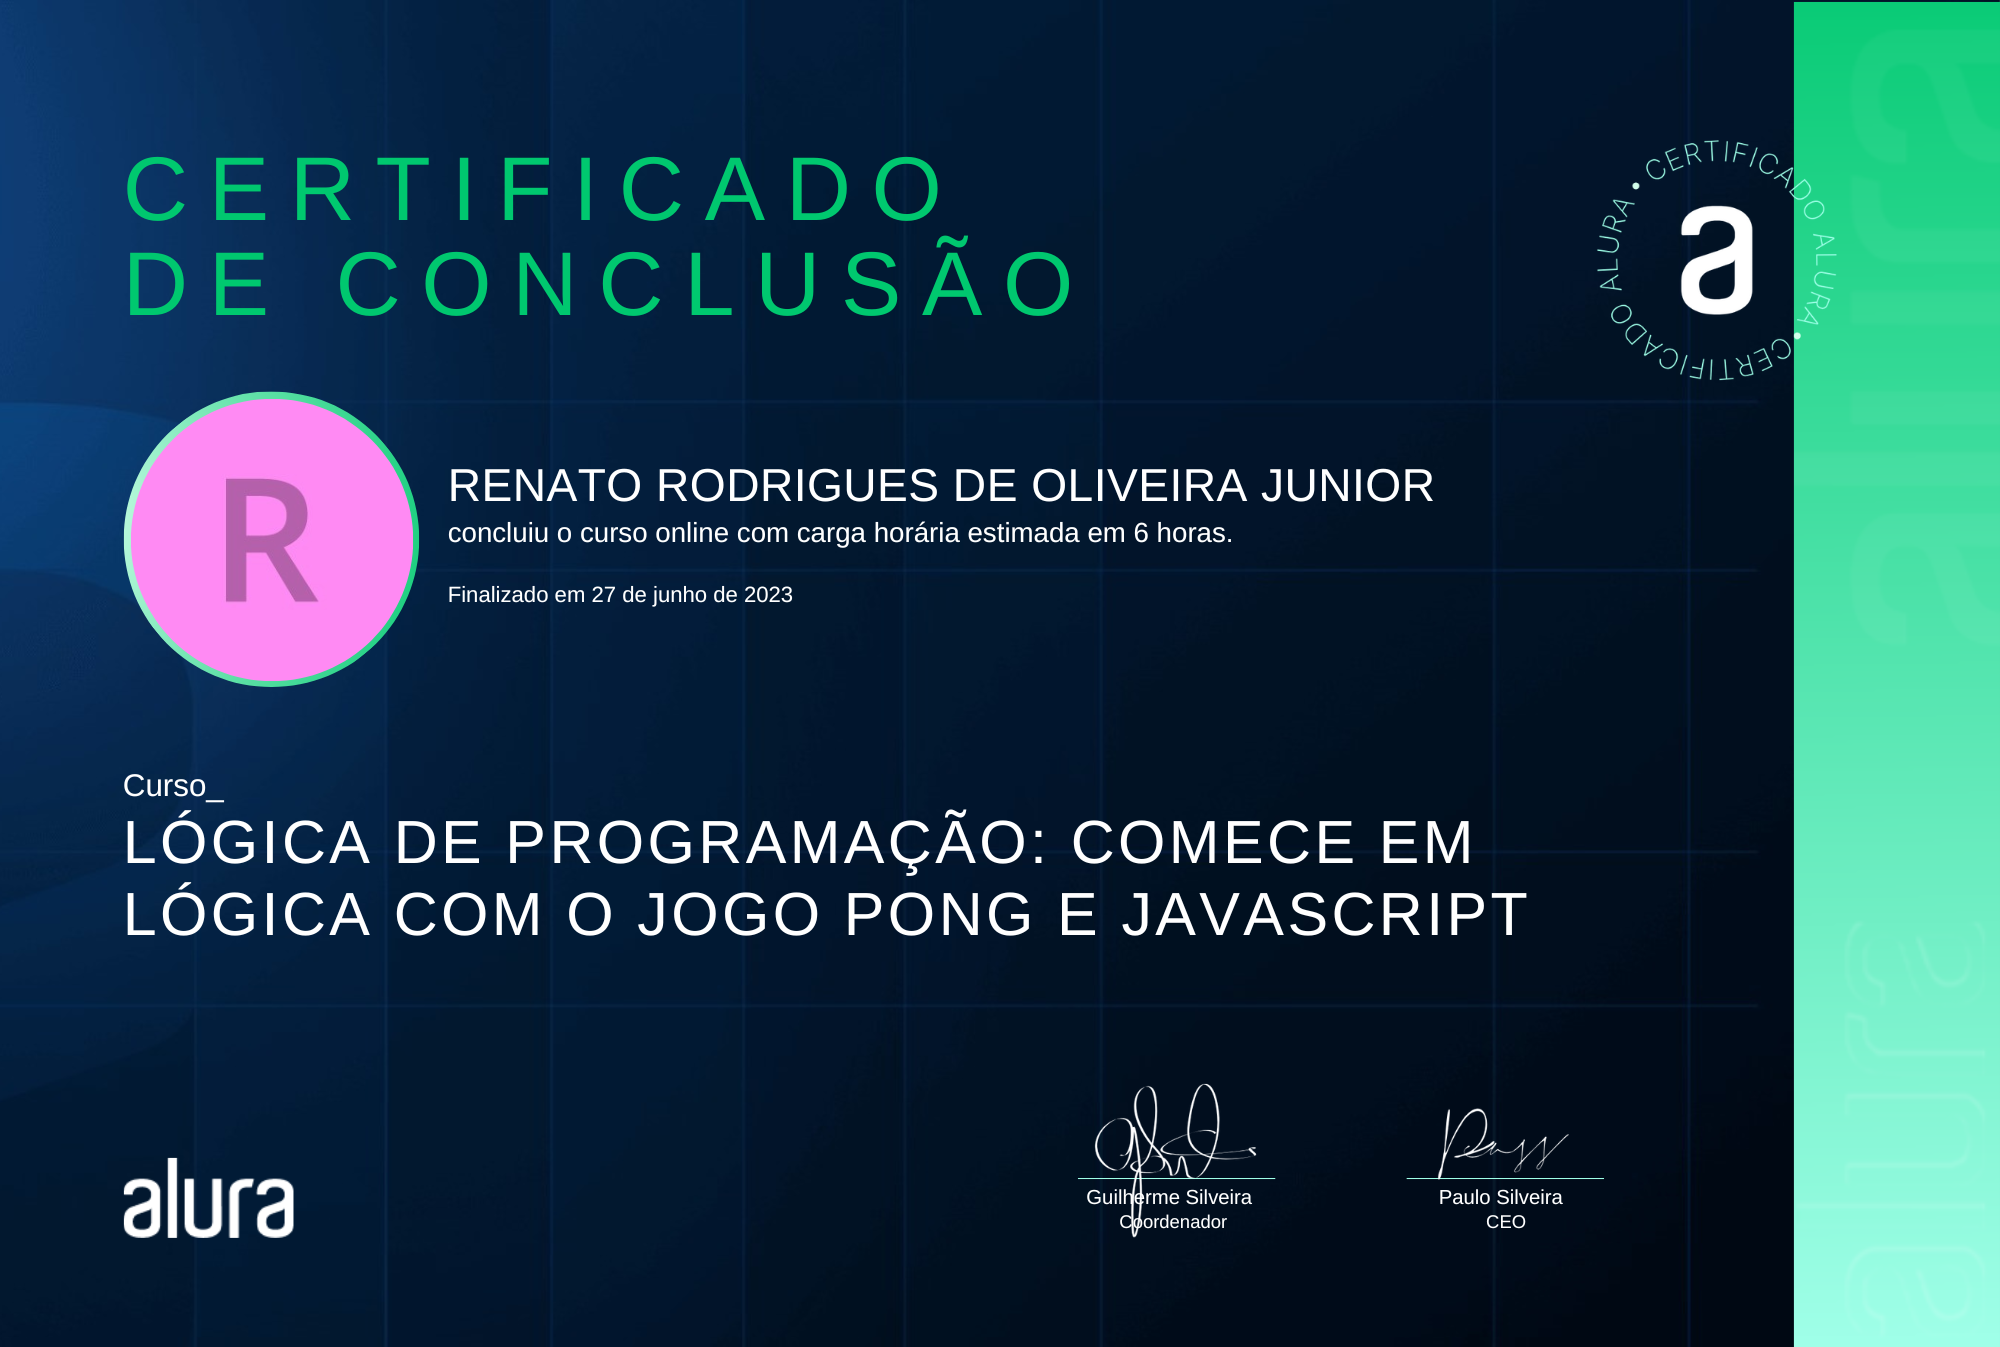 CERTIFICADO
DE CONCLUSÃO
CERTIFICADO ALURA • CERTIFICADO ALURA •
a
R
RENATO RODRIGUES DE OLIVEIRA JUNIOR
concluiu o curso online com carga horária estimada em 6 horas.
Finalizado em 27 de junho de 2023
Curso_
LÓGICA DE PROGRAMAÇÃO: COMECE EM
LÓGICA COM O JOGO PONG E JAVASCRIPT
alura
Guilherme Silveira
Coordenador
Paulo Silveira
CEO
alura
alura